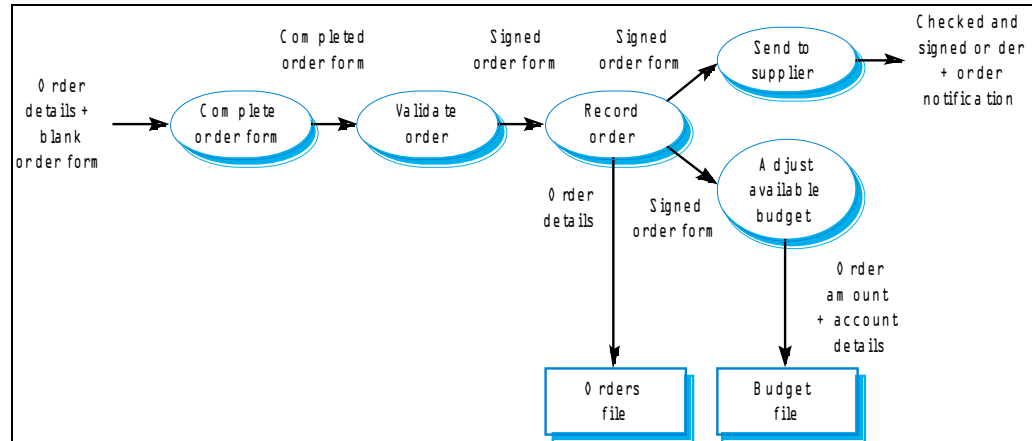 Order
details +
blank
order form
Complete
order form
Completed
order form
Validate
order
Signed
order form
Record
order
Signed
order form
Send to
supplier
Checked and
signed or der
+ order
notification
Order
details
Signed
order form
Adjust
available
budget
Order
amount
+ account
details
Orders
file
Budget
file